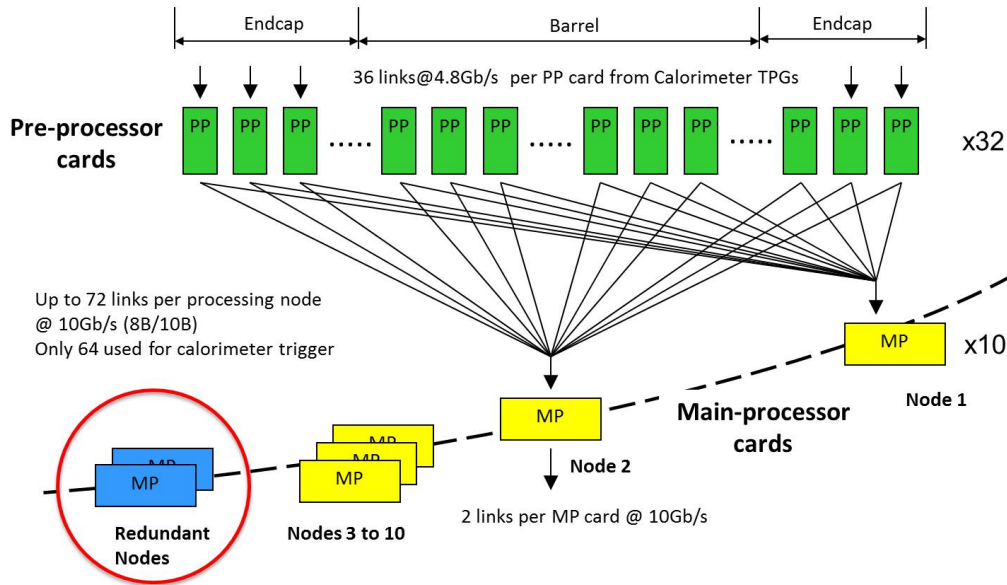 Endcap
Barrel
Endcap
36 links@4.8Gb/s per PP card from Calorimeter TPGs
Pre-processor
cards
PP PP PP ..... PP PP PP ..... PP PP PP ..... PP PP PP
x32
Up to 72 links per processing node
@ 10Gb/s (8B/10B)
Only 64 used for calorimeter trigger
MP
x10
Node 1
Main-processor
cards
MP
Node 2
2 links per MP card @ 10Gb/s
MP
MP
MP
Nodes 3 to 10
MP
MP
Redundant
Nodes